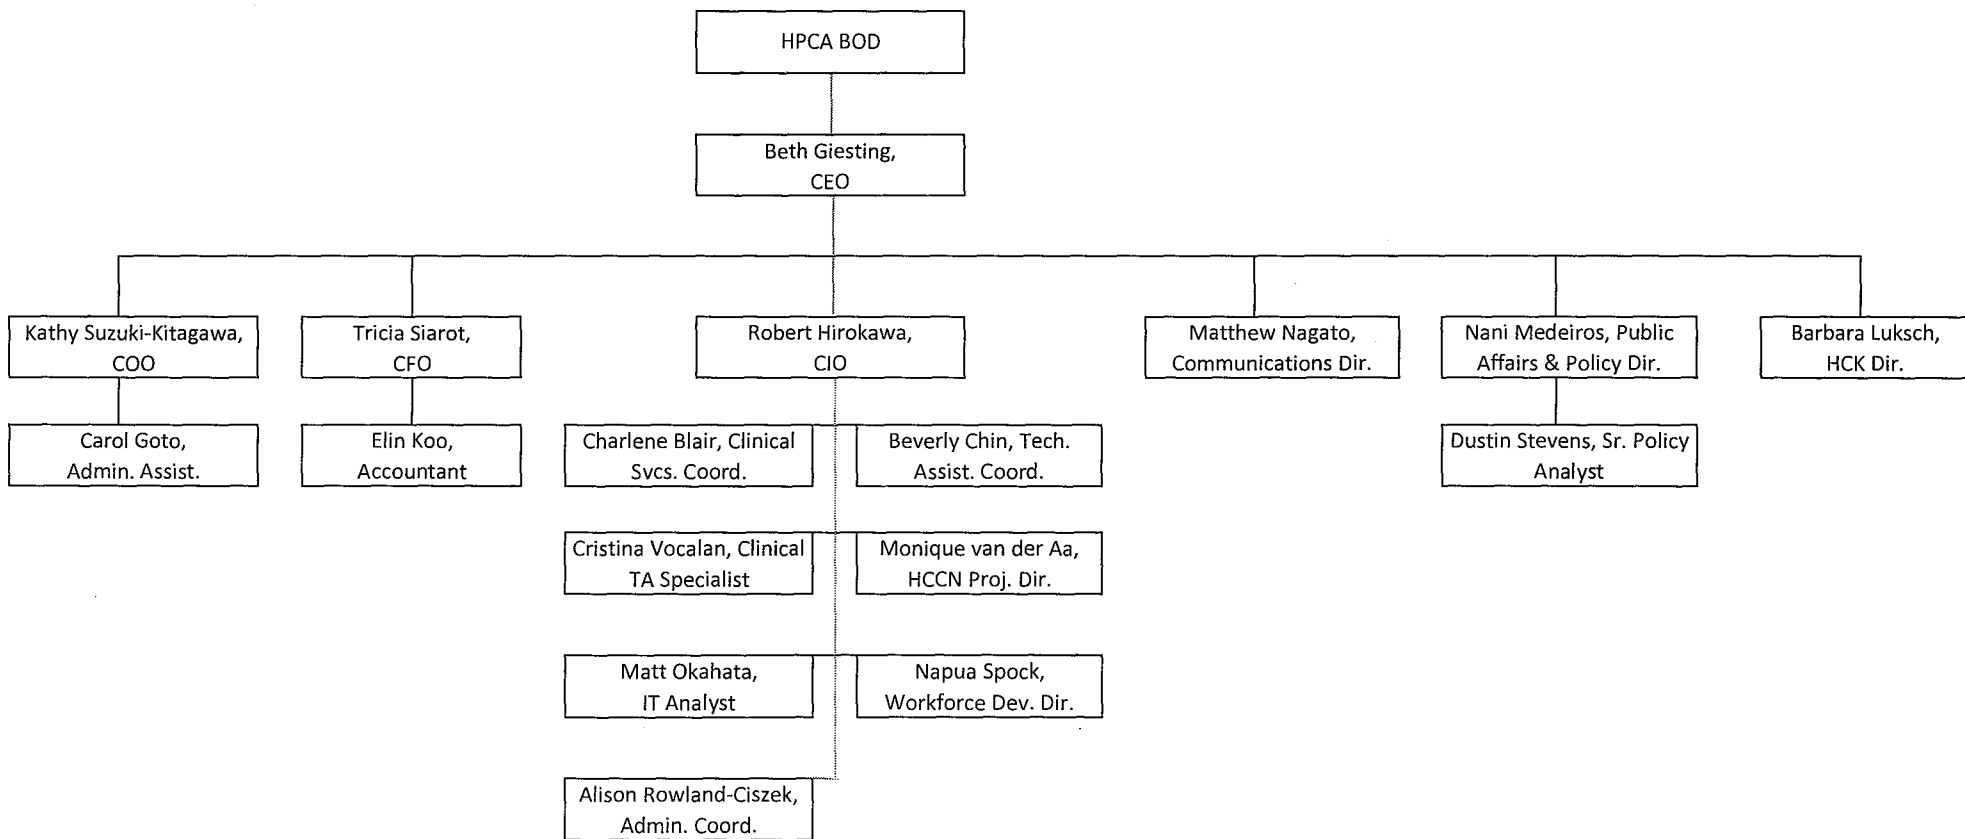 HPCA BOD
Beth Giesting,
CEO
Kathy Suzuki-Kitagawa,
COO
Tricia Siarot,
CFO
Robert Hirokawa,
CIO
Matthew Nagato,
Communications Dir.
Nani Medeiros, Public
Affairs & Policy Dir.
Barbara Luksch,
HCK Dir.
Carol Goto,
Admin. Assist.
Elin Koo,
Accountant
Charlene Blair, Clinical
Svcs. Coord.
Beverly Chin, Tech.
Assist. Coord.
Dustin Stevens, Sr. Policy
Analyst
Cristina Vocalan, Clinical
TA Specialist
Monique van der Aa,
HCCN Proj. Dir.
Matt Okahata,
IT Analyst
Napua Spock,
Workforce Dev. Dir.
Alison Rowland-Ciszek,
Admin. Coord.